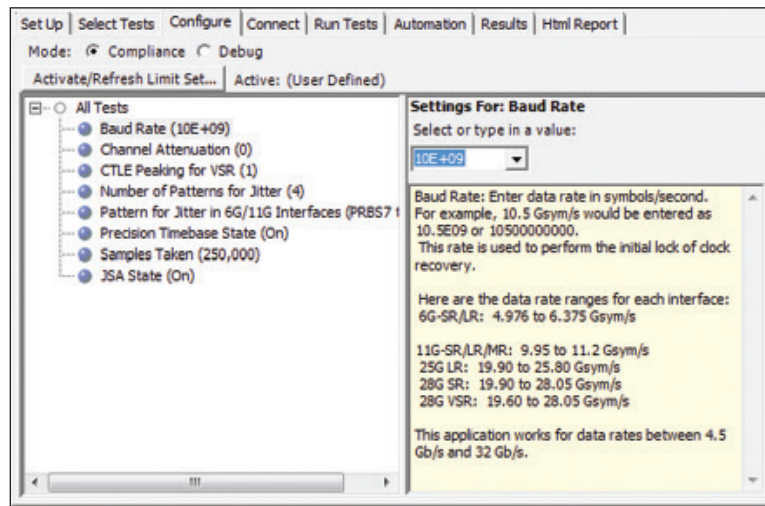 Set Up | Select Tests | Configure | Connect | Run Tests | Automation | Results | Html Report
Mode: Compliance Debug
Activate/Refresh Limit Set... Active: (User Defined)
All Tests
Baud Rate (10E+09)
Channel Attenuation (0)
CTLE Peaking for VSR (1)
Number of Patterns for Jitter (4)
Pattern for Jitter in 6G/11G Interfaces (PRBS7
Precision Timebase State (On)
Samples Taken (250,000)
JSA State (On)
Settings For: Baud Rate
Select or type in a value:
10E+09
Baud Rate: Enter data rate in symbols/second.
For example, 10.5 Gsym/s would be entered as
10.5E09 or 10500000000.
This rate is used to perform the initial lock of clock
recovery.
Here are the data rate ranges for each interface:
6G-SR/LR: 4.976 to 6.375 Gsym/s
11G-SR/LR/MR: 9.95 to 11.2 Gsym/s
25G LR: 19.90 to 25.80 Gsym/s
28G SR: 19.90 to 28.05 Gsym/s
28G VSR: 19.60 to 28.05 Gsym/s
This application works for data rates between 4.5
Gb/s and 32 Gb/s.